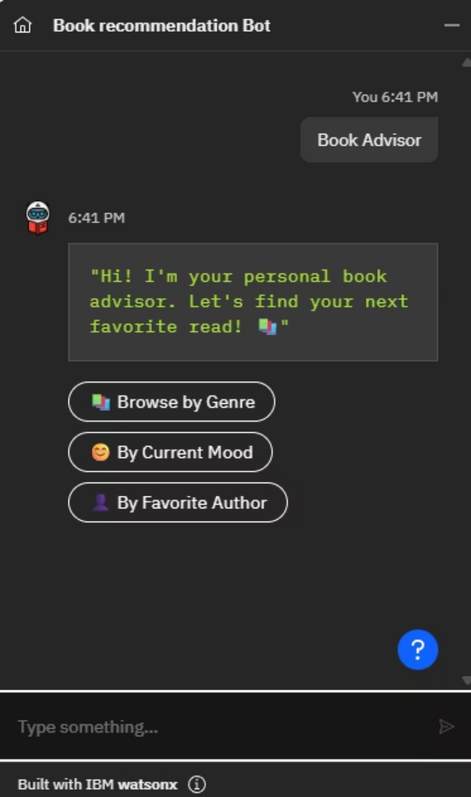 Book recommendation Bot
You 6:41 PM
Book Advisor
6:41 PM
"Hi! I'm your personal book
advisor. Let's find your next
favorite read! 📚"
📚 Browse by Genre
😊 By Current Mood
👤 By Favorite Author
?
Type something...
Built with IBM watsonx